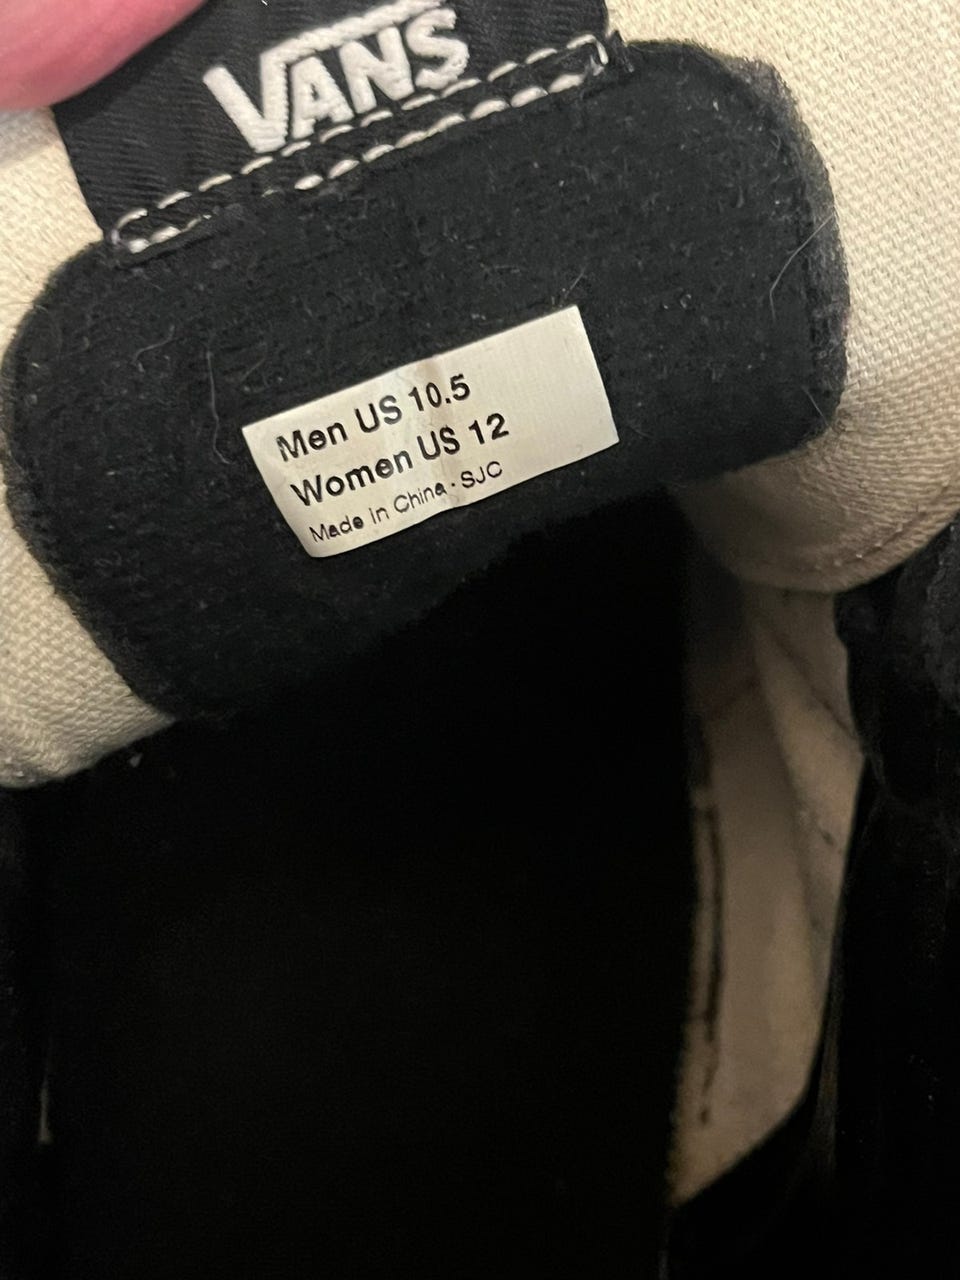 VANS
Men US 10.5
Women US 12
Made in China · SJC